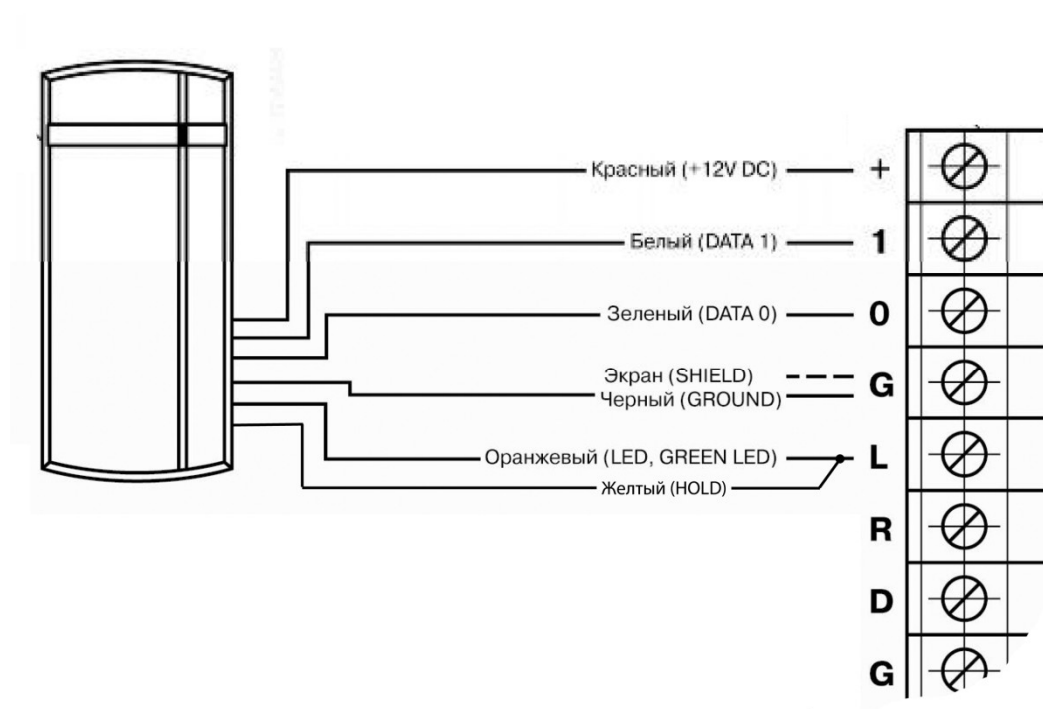 Красный (+12V DC) +
Белый (DATA 1) 1
Зеленый (DATA 0) 0
Экран (SHIELD)
G
Черный (GROUND)
Оранжевый (LED, GREEN LED) L
Желтый (HOLD)
R
D
G